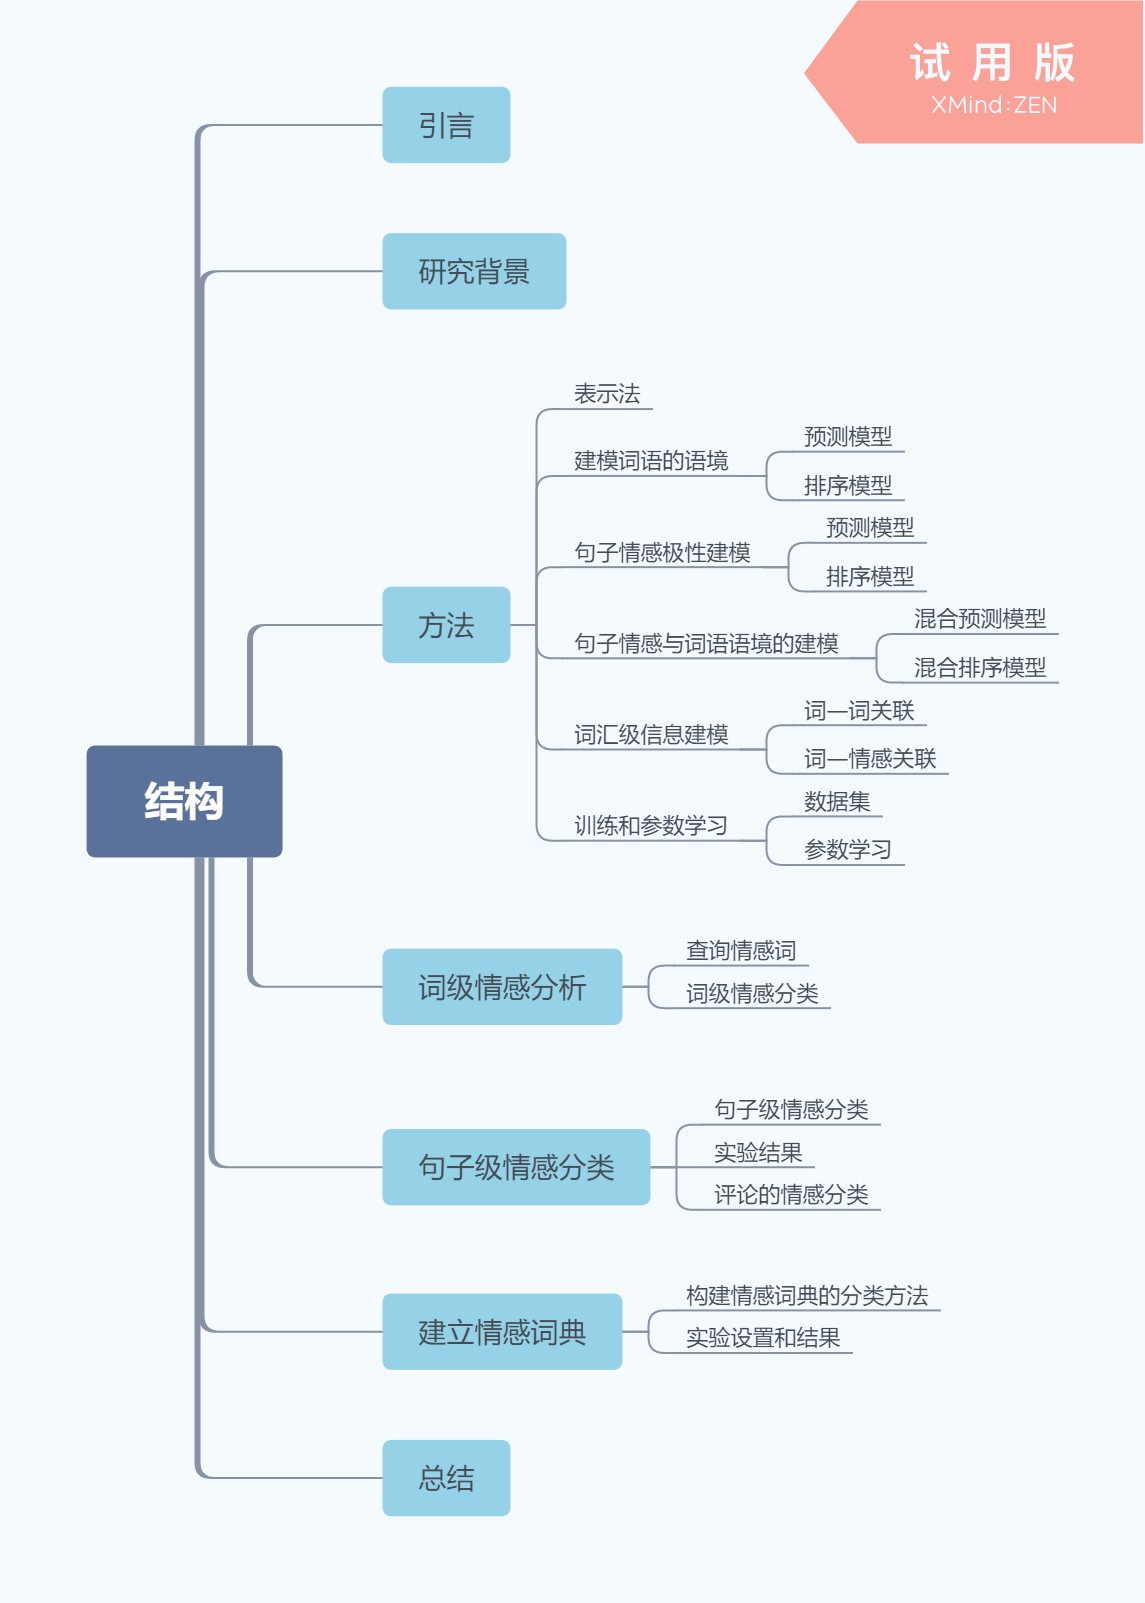 试用版
XMind:ZEN
结构
引言
研究背景
方法
表示法
建模词语的语境
预测模型
排序模型
句子情感极性建模
预测模型
排序模型
句子情感与词语语境的建模
混合预测模型
混合排序模型
词汇级信息建模
词—词关联
词—情感关联
训练和参数学习
数据集
参数学习
词级情感分析
查询情感词
词级情感分类
句子级情感分类
句子级情感分类
实验结果
评论的情感分类
建立情感词典
构建情感词典的分类方法
实验设置和结果
总结